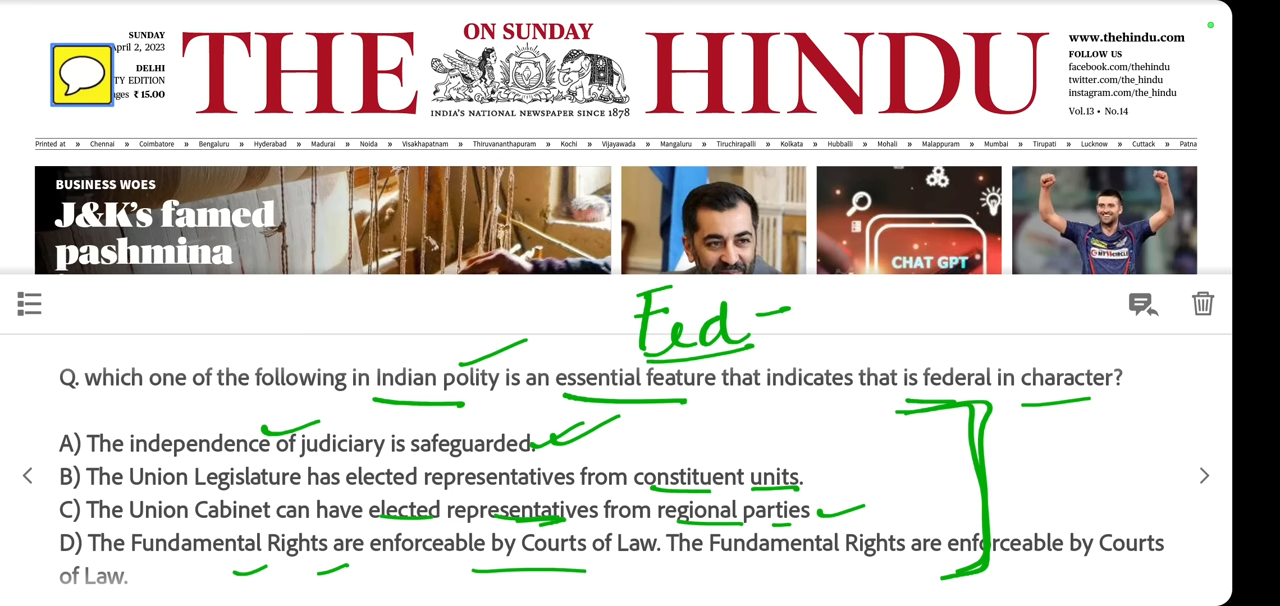 SUNDAY
April 2, 2023
DELHI
TY EDITION
ges ₹ 15.00
THE
ON SUNDAY
HINDU
INDIA'S NATIONAL NEWSPAPER SINCE 1878
www.thehindu.com
FOLLOW US
facebook.com/thehindu
twitter.com/the_hindu
instagram.com/the_hindu
Vol.13 • No.14
Printed at » Chennai » Coimbatore » Bengaluru » Hyderabad » Madurai » Noida » Visakhapatnam » Thiruvananthapuram » Kochi » Vijayawada » Mangaluru » Tiruchirapalli » Kolkata » Hubballi » Mohali » Malappuram » Mumbai » Tirupati » Lucknow » Cuttack » Patna
BUSINESS WOES
J&K's famed
pashmina
CHAT GPT
Fed -
Q. which one of the following in Indian polity is an essential feature that indicates that is federal in character?
A) The independence of judiciary is safeguarded.
B) The Union Legislature has elected representatives from constituent units.
C) The Union Cabinet can have elected representatives from regional parties
D) The Fundamental Rights are enforceable by Courts of Law. The Fundamental Rights are enforceable by Courts
of Law.